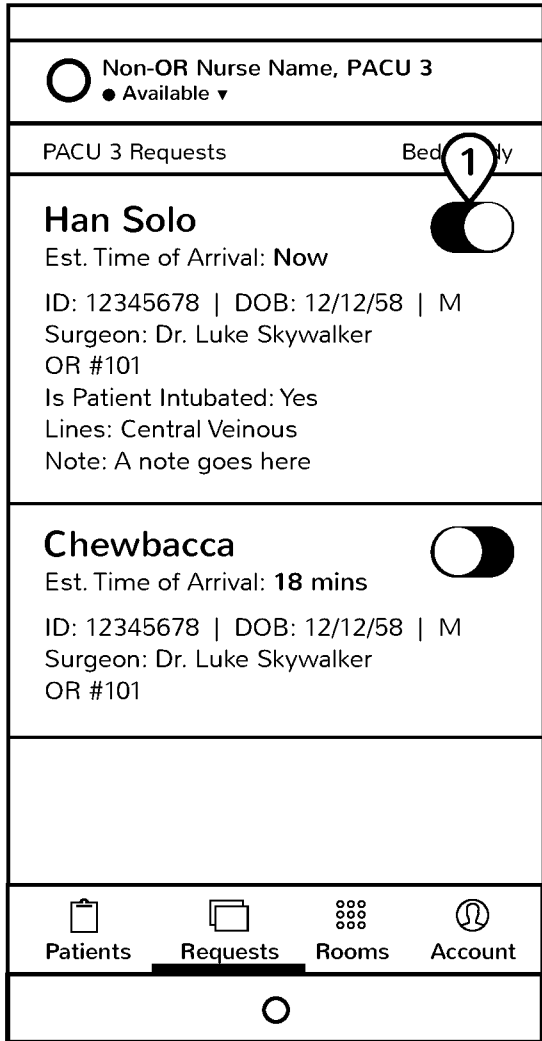 Non-OR Nurse Name, PACU 3
● Available ▾
PACU 3 Requests
1
Han Solo
Est. Time of Arrival: Now
ID: 12345678 | DOB: 12/12/58 | M
Surgeon: Dr. Luke Skywalker
OR #101
Is Patient Intubated: Yes
Lines: Central Veinous
Note: A note goes here
Chewbacca
Est. Time of Arrival: 18 mins
ID: 12345678 | DOB: 12/12/58 | M
Surgeon: Dr. Luke Skywalker
OR #101
Patients Requests Rooms Account